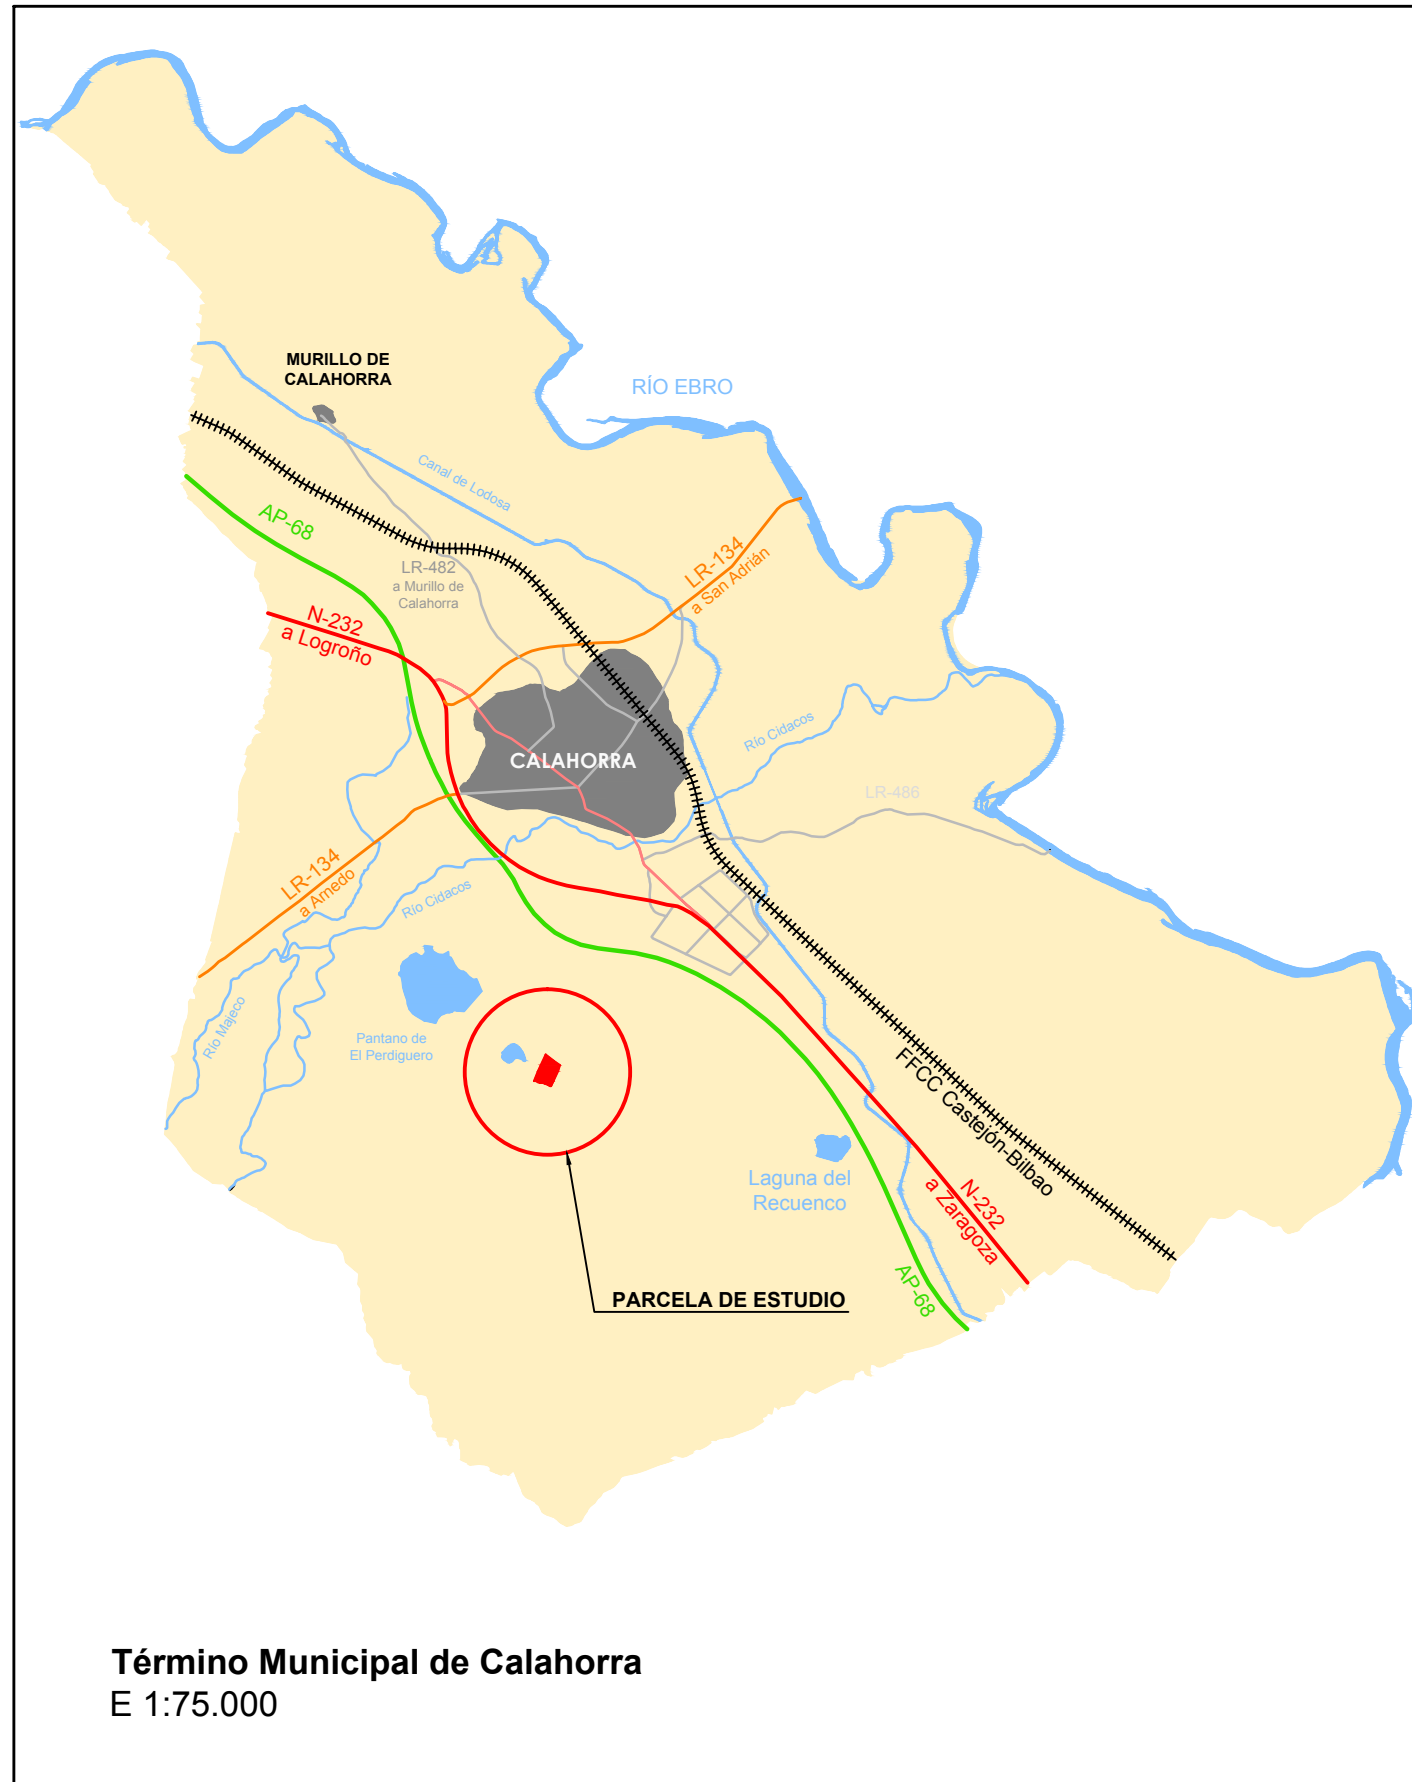 MURILLO DE
CALAHORRA
RÍO EBRO
Canal de Lodosa
AP-68
LR-482
a Murillo de
Calahorra
LR-134
a San Adrián
N-232
a Logroño
CALAHORRA
Río Cidacos
LR-486
LR-134
a Arnedo
Río Cidacos
Río Majeco
Pantano de
El Perdiguero
FFCC Castejón-Bilbao
Laguna del
Recuenco
N-232
a Zaragoza
AP-68
PARCELA DE ESTUDIO
Término Municipal de Calahorra
E 1:75.000